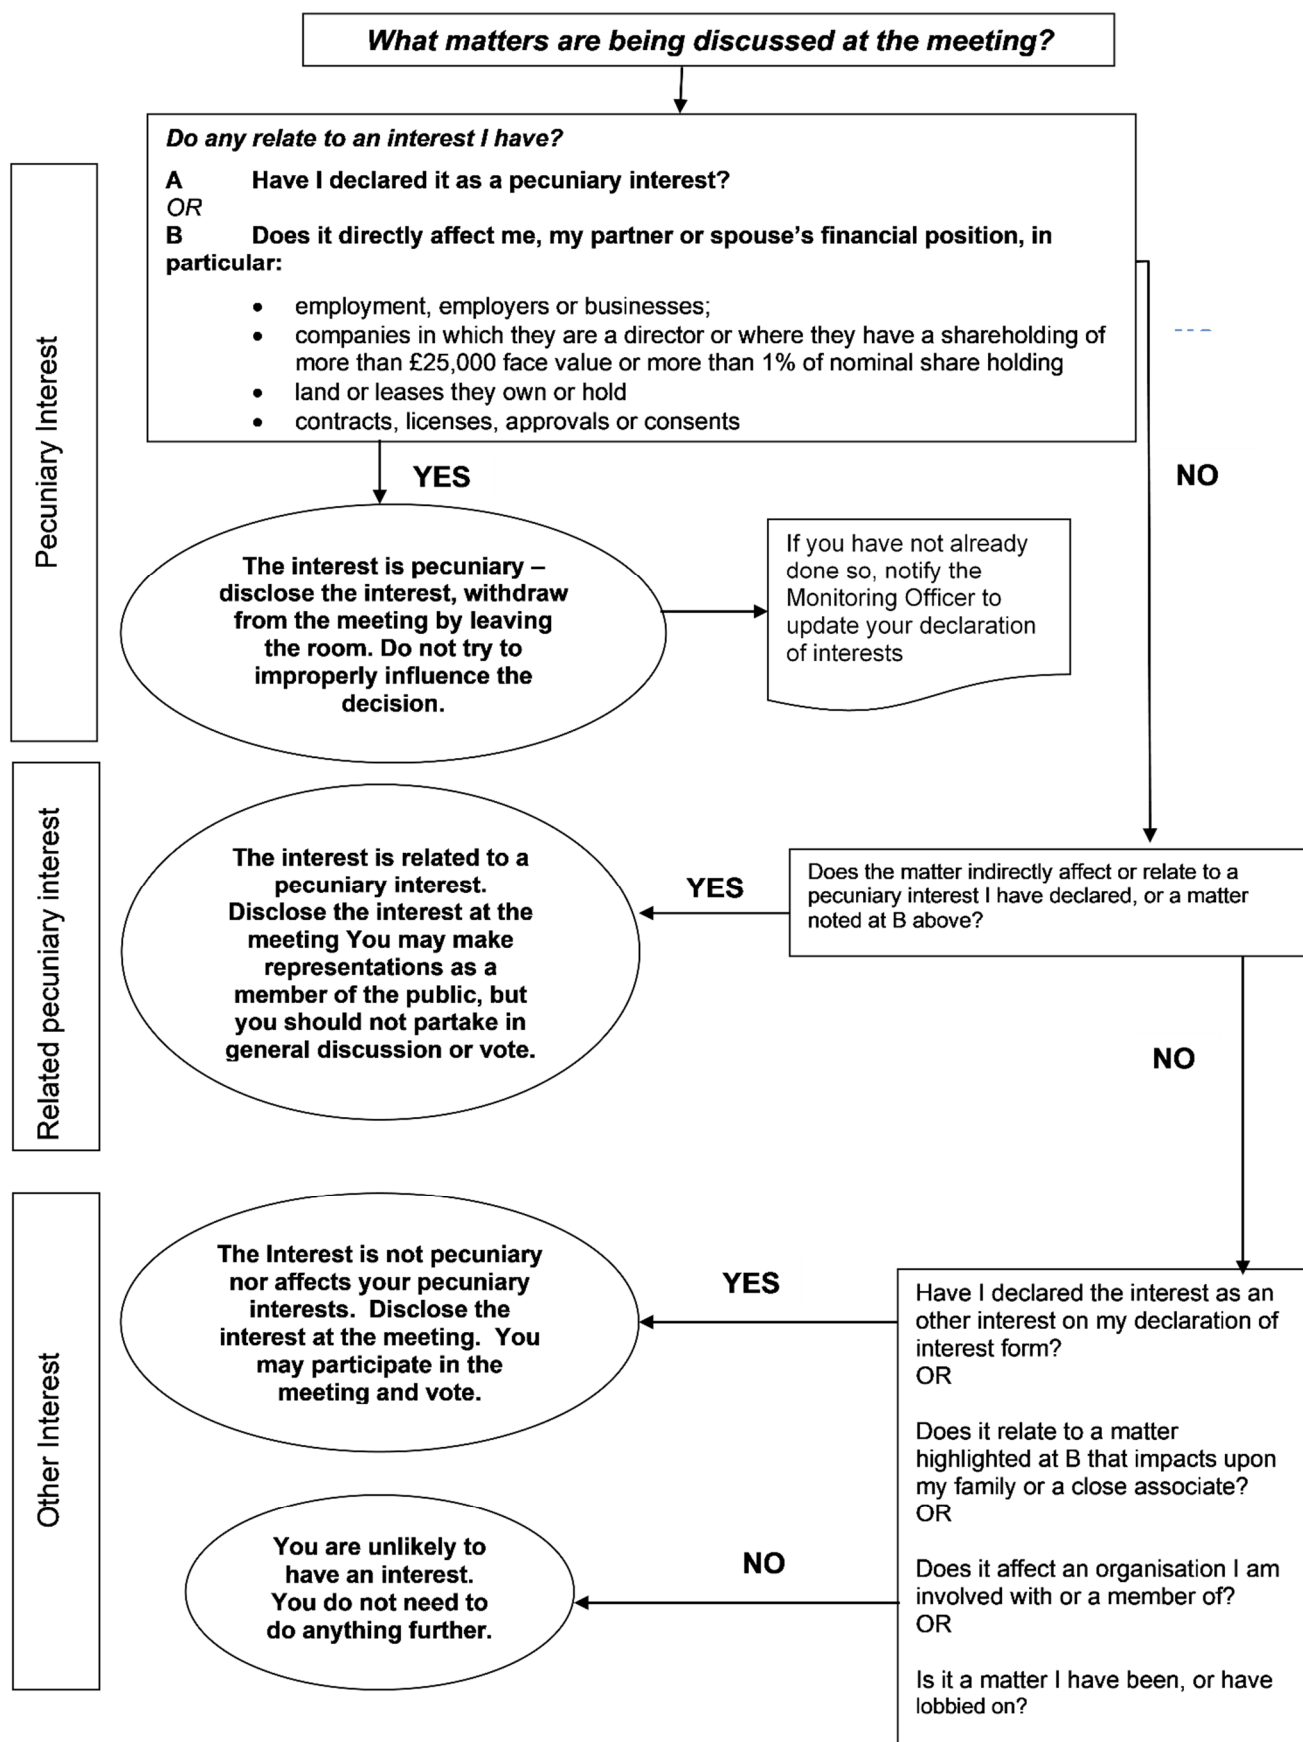 What matters are being discussed at the meeting?
Do any relate to an interest I have?
A Have I declared it as a pecuniary interest?
OR
B Does it directly affect me, my partner or spouse's financial position, in
particular:
• employment, employers or businesses;
• companies in which they are a director or where they have a shareholding of
more than £25,000 face value or more than 1% of nominal share holding
• land or leases they own or hold
• contracts, licenses, approvals or consents
Pecuniary Interest
YES
NO
The interest is pecuniary –
disclose the interest, withdraw
from the meeting by leaving
the room. Do not try to
improperly influence the
decision.
If you have not already
done so, notify the
Monitoring Officer to
update your declaration
of interests
Related pecuniary interest
The interest is related to a
pecuniary interest.
Disclose the interest at the
meeting You may make
representations as a
member of the public, but
you should not partake in
general discussion or vote.
YES
Does the matter indirectly affect or relate to a
pecuniary interest I have declared, or a matter
noted at B above?
NO
Other Interest
The Interest is not pecuniary
nor affects your pecuniary
interests. Disclose the
interest at the meeting. You
may participate in the
meeting and vote.
YES
Have I declared the interest as an
other interest on my declaration of
interest form?
OR
Does it relate to a matter
highlighted at B that impacts upon
my family or a close associate?
OR
Does it affect an organisation I am
involved with or a member of?
OR
Is it a matter I have been, or have
lobbied on?
NO
You are unlikely to
have an interest.
You do not need to
do anything further.